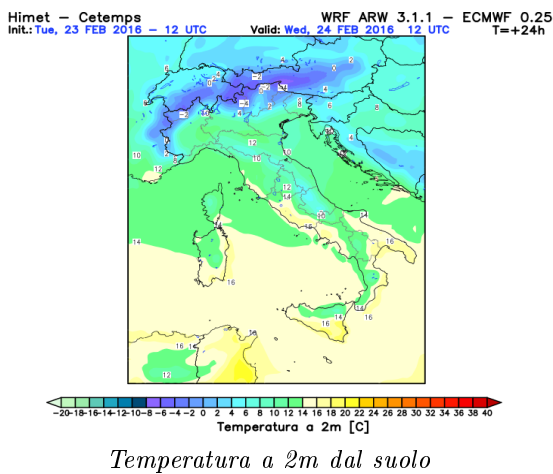 Himet – Cetemps WRF ARW 3.1.1 – ECMWF 0.25
Init.: Tue, 23 FEB 2016 – 12 UTC Valid: Wed, 24 FEB 2016 12 UTC T=+24h
-20 -18 -16 -14 -12 -10 -8 -6 -4 -2 0 2 4 6 8 10 12 14 16 18 20 22 24 26 28 30 32 34 36 38 40
Temperatura a 2m [C]
Temperatura a 2m dal suolo